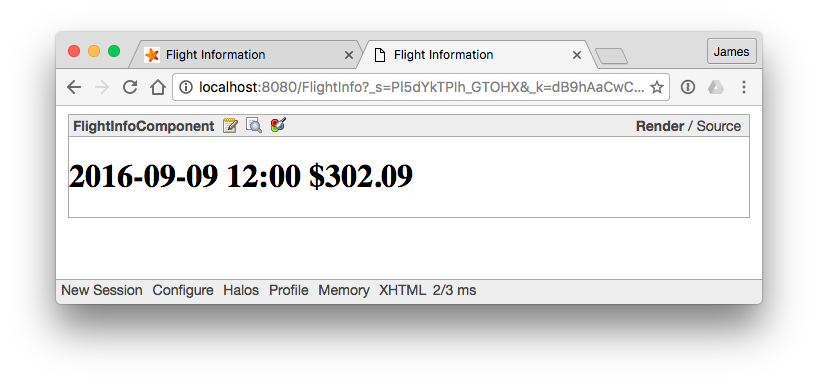 Flight Information
Flight Information
James
localhost:8080/FlightInfo?_s=PI5dYkTPIh_GTOHX&_k=dB9hAaCwC...
FlightInfoComponent
Render / Source
2016-09-09 12:00 $302.09
New Session Configure Halos Profile Memory XHTML 2/3 ms